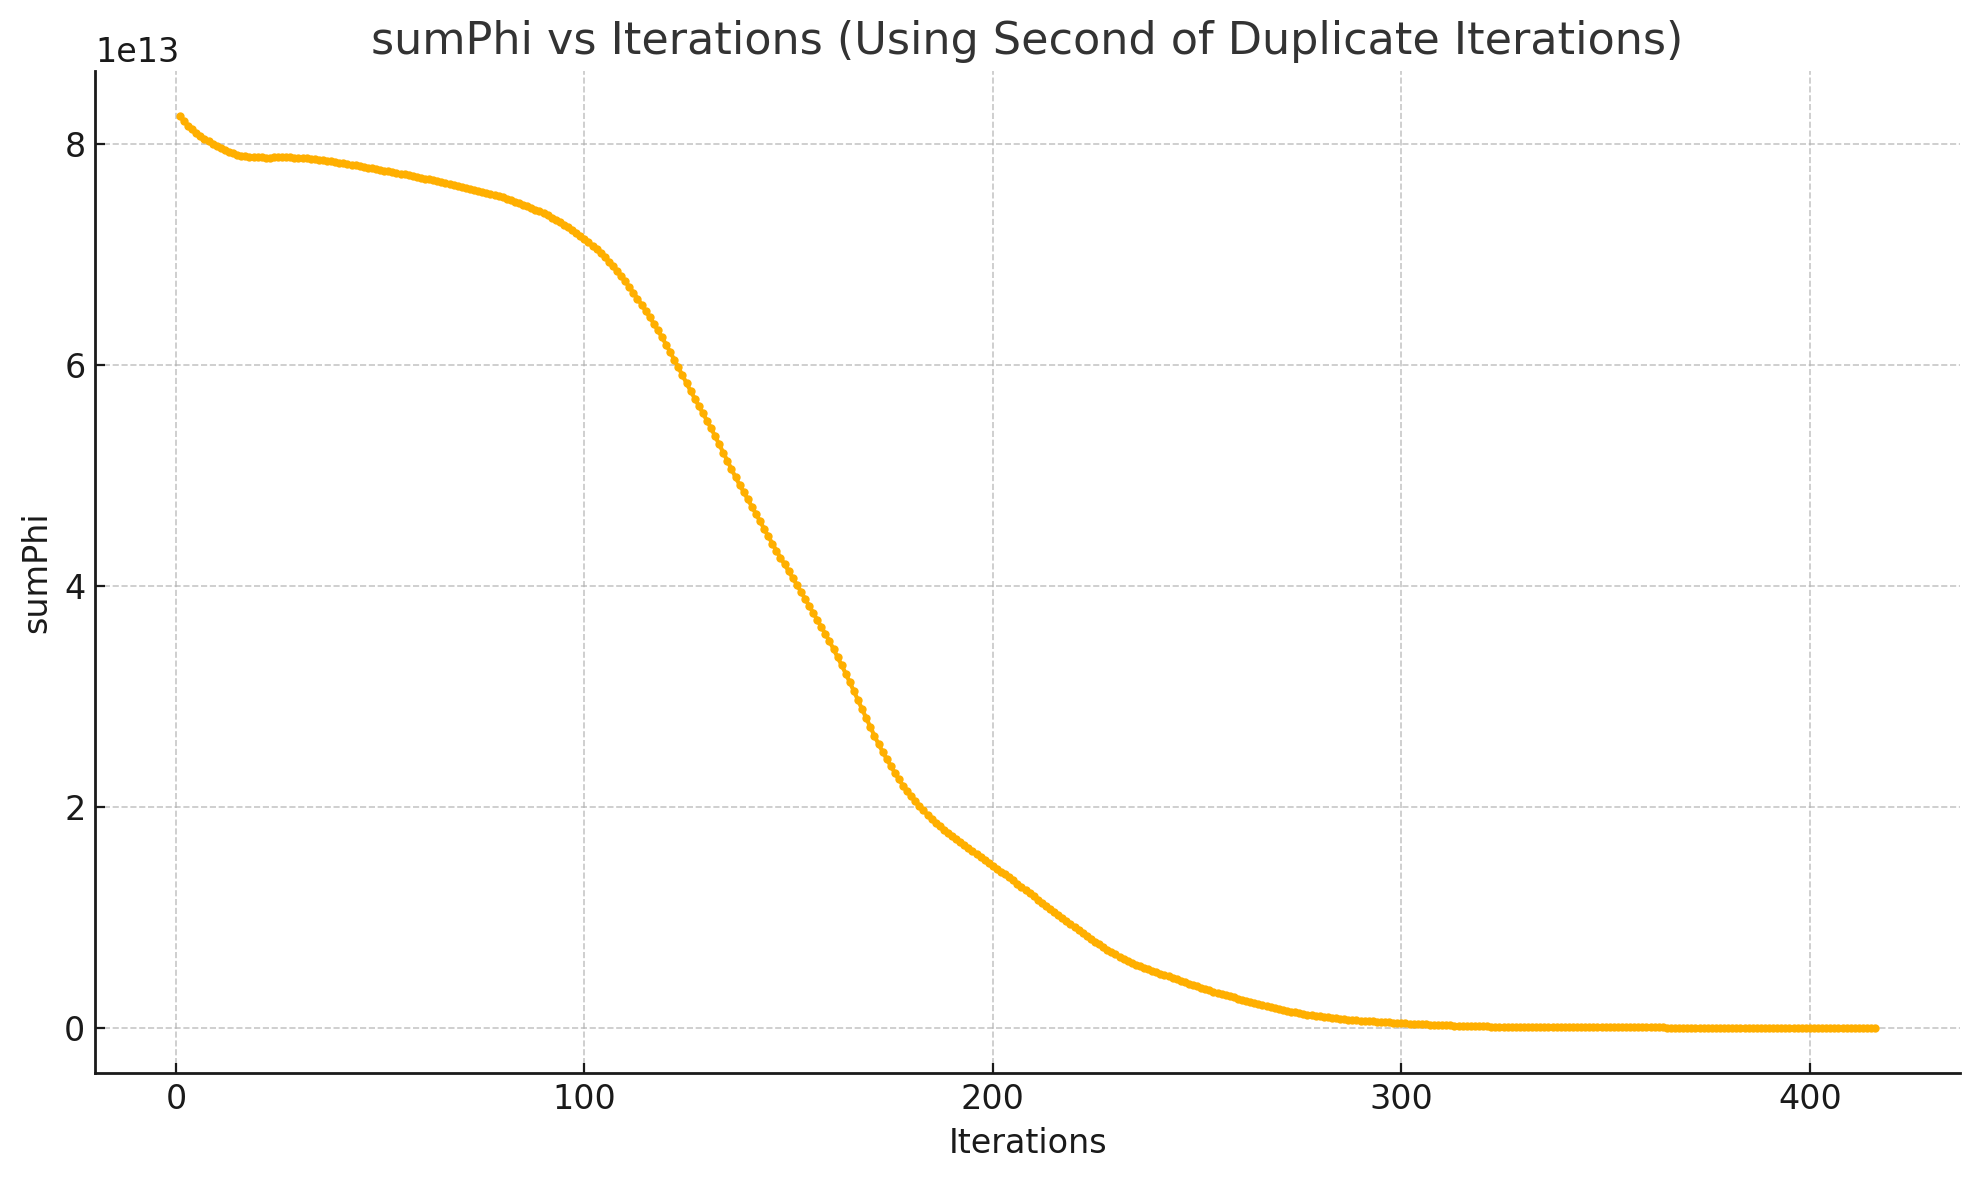 sumPhi vs Iterations (Using Second of Duplicate Iterations)
1e13
8
6
4
2
0
sumPhi
0 100 200 300 400
Iterations